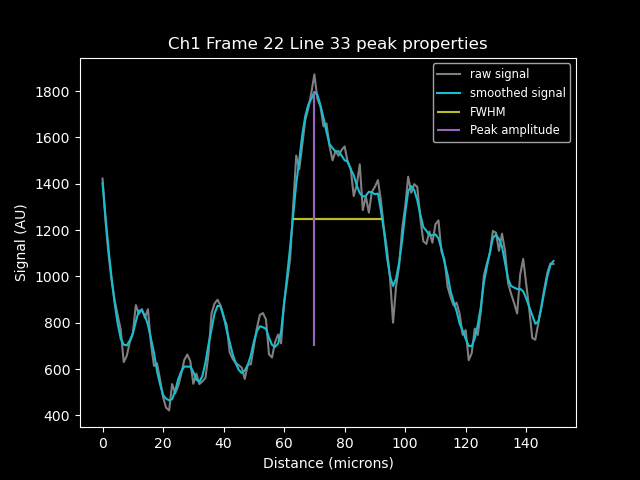 Ch1 Frame 22 Line 33 peak properties
raw signal
smoothed signal
FWHM
Peak amplitude
Signal (AU)
1800
1600
1400
1200
1000
800
600
400
0 20 40 60 80 100 120 140
Distance (microns)